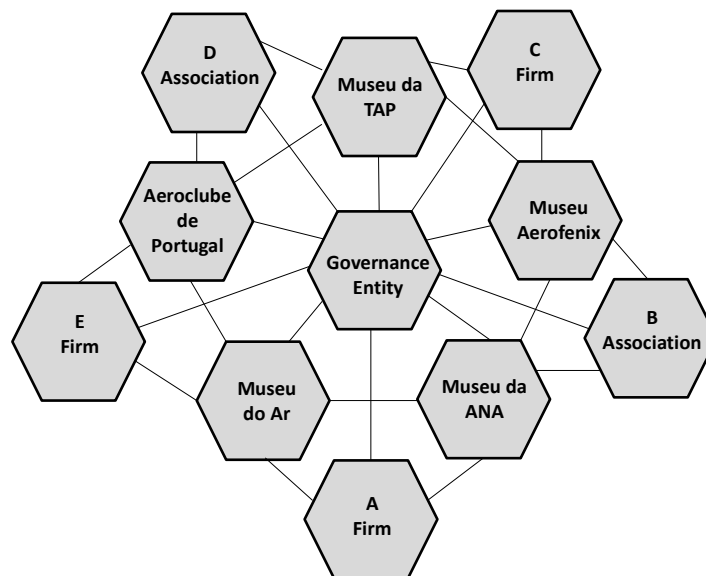 D
Association
Museu da
TAP
C
Firm
Aeroclube
de
Portugal
Museu
Aerofenix
Governance
Entity
E
Firm
B
Association
Museu
do Ar
Museu da
ANA
A
Firm